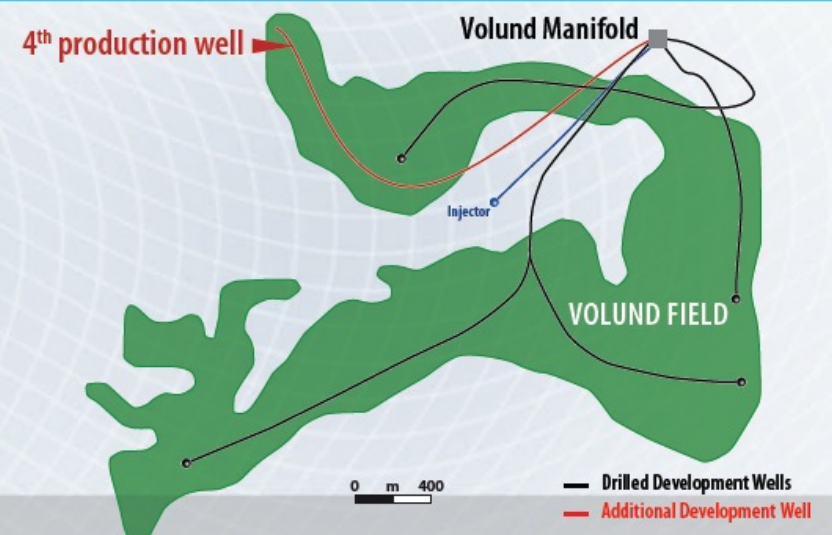 Volund Manifold
4th production well
Injector
VOLUND FIELD
0 m 400
Drilled Development Wells
Additional Development Well